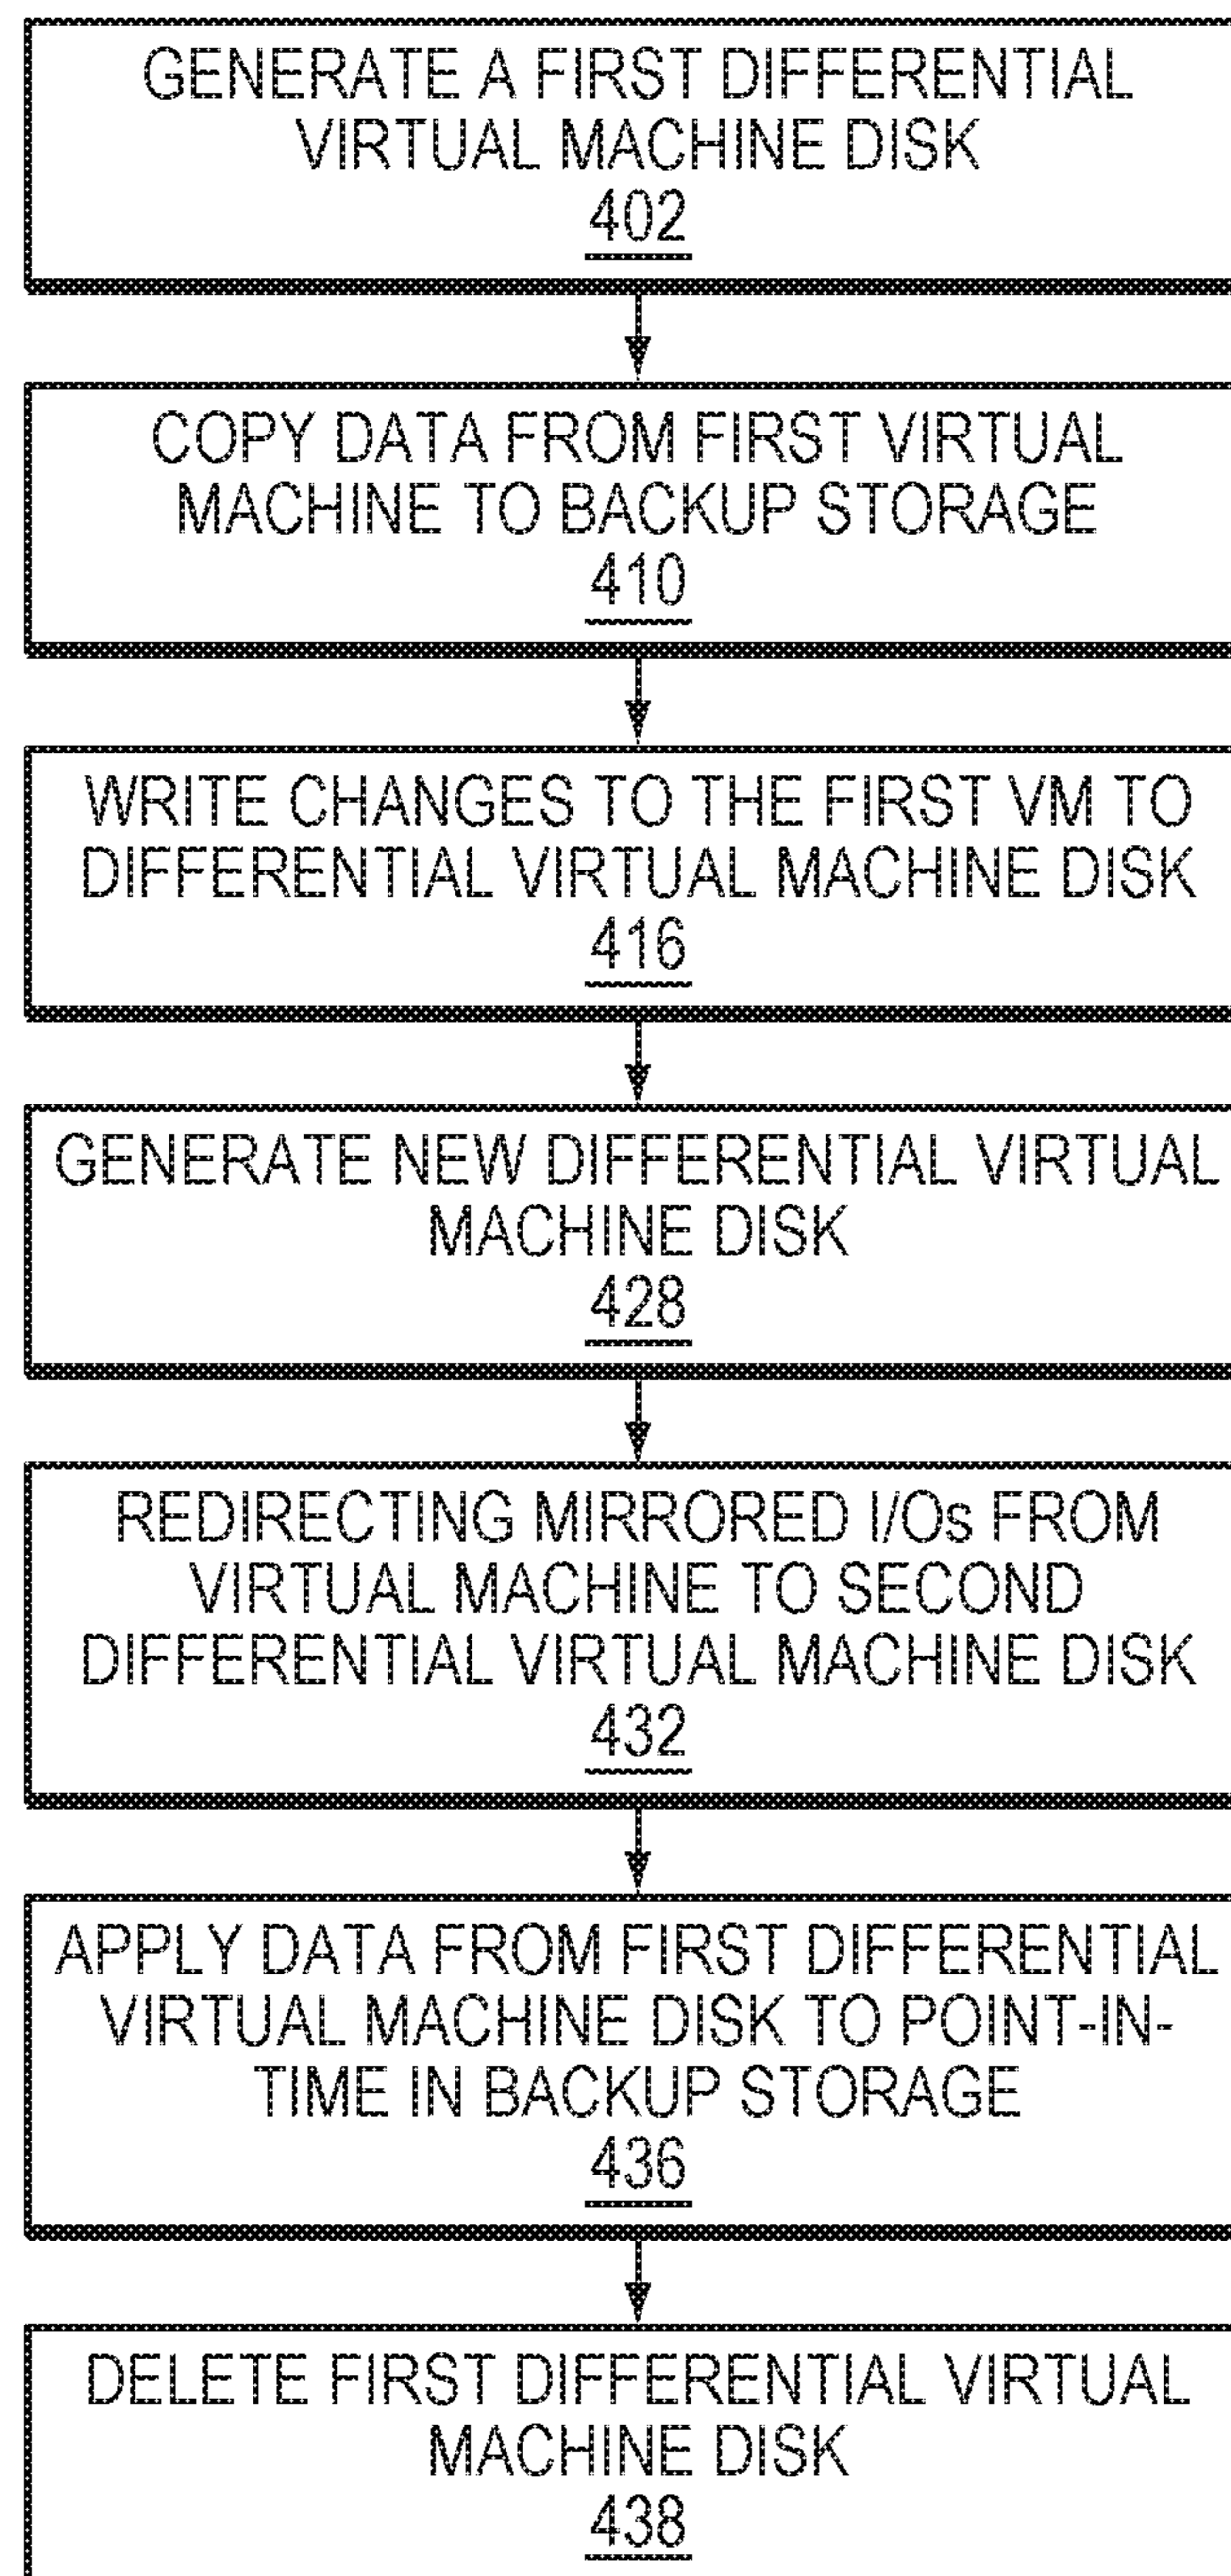 GENERATE A FIRST DIFFERENTIAL
VIRTUAL MACHINE DISK
402
COPY DATA FROM FIRST VIRTUAL
MACHINE TO BACKUP STORAGE
410
WRITE CHANGES TO THE FIRST VM TO
DIFFERENTIAL VIRTUAL MACHINE DISK
416
GENERATE NEW DIFFERENTIAL VIRTUAL
MACHINE DISK
428
REDIRECTING MIRRORED I/Os FROM
VIRTUAL MACHINE TO SECOND
DIFFERENTIAL VIRTUAL MACHINE DISK
432
APPLY DATA FROM FIRST DIFFERENTIAL
VIRTUAL MACHINE DISK TO POINT-IN-
TIME IN BACKUP STORAGE
436
DELETE FIRST DIFFERENTIAL VIRTUAL
MACHINE DISK
438